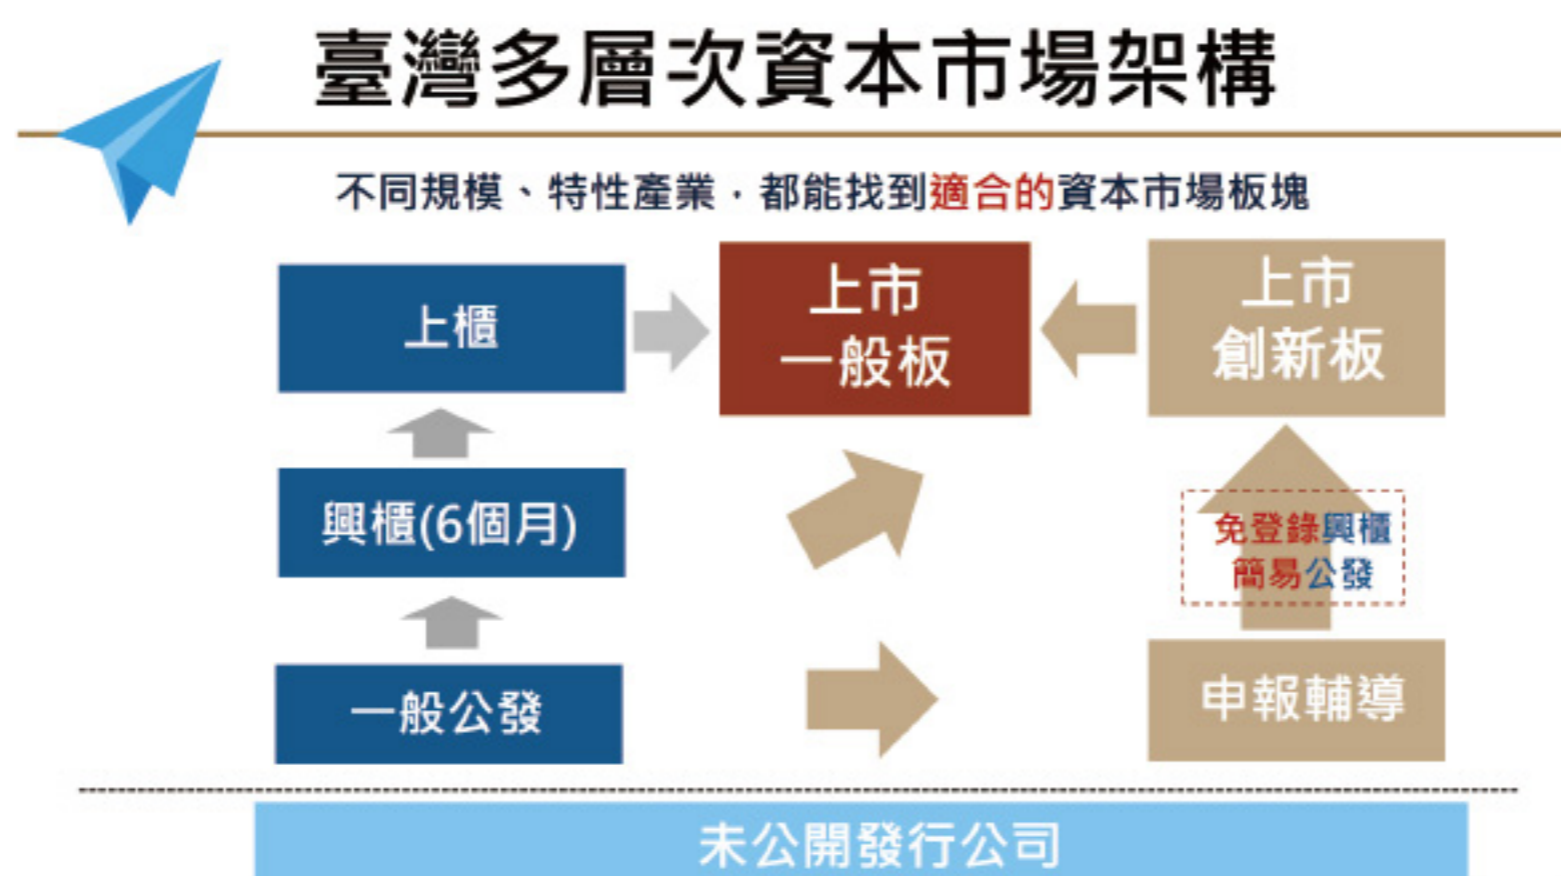 臺灣多層次資本市場架構
不同規模、特性產業，都能找到適合的資本市場板塊
上櫃
上市
一般板
上市
創新板
興櫃(6個月)
免登錄興櫃
簡易公發
一般公發
申報輔導
未公開發行公司